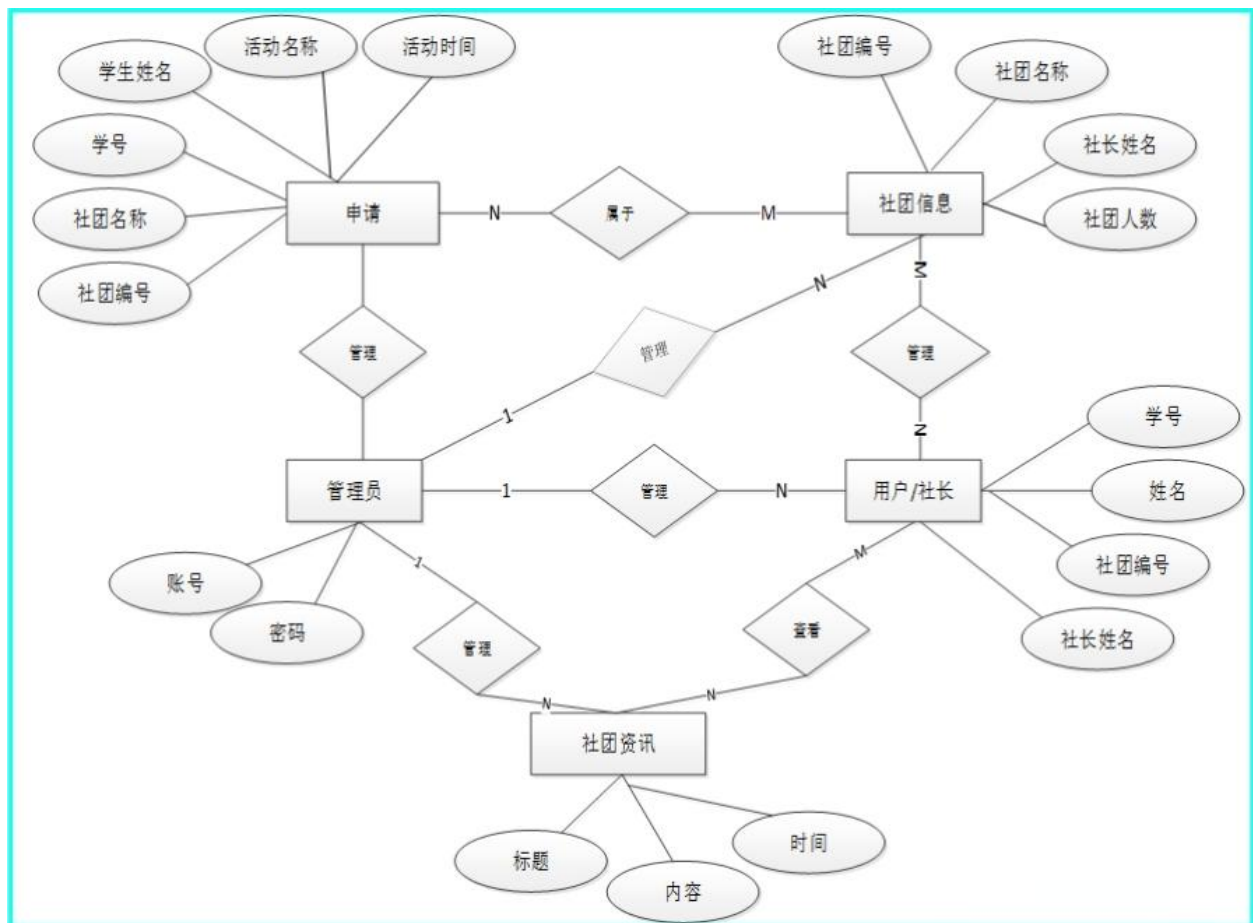 活动名称
活动时间
社团编号
学生姓名
社团名称
学号
社长姓名
申请
N
属于
M
社团信息
社团名称
社团人数
社团编号
N
M
管理
管理
管理
1
N
学号
管理员
1
管理
N
用户/社长
姓名
账号
1
M
社团编号
密码
管理
查看
社长姓名
N
N
社团资讯
标题
时间
内容